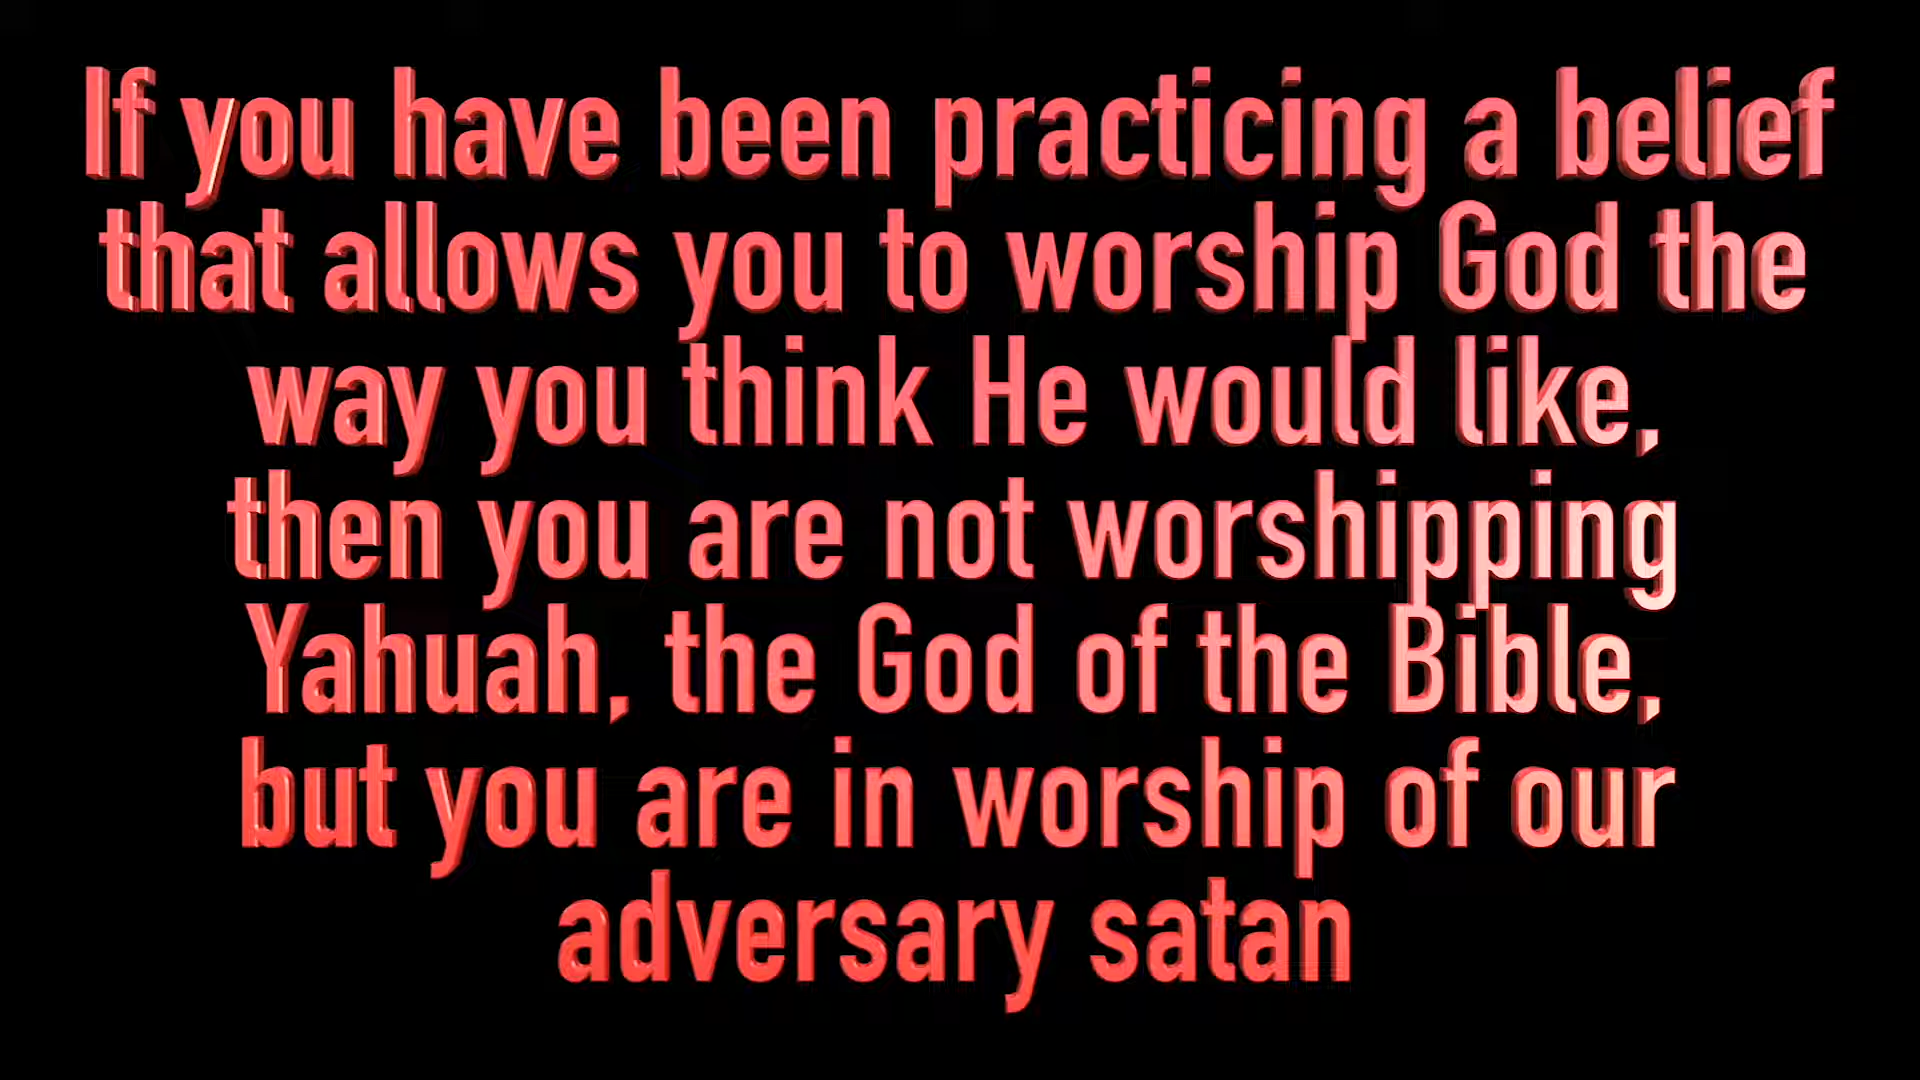 If you have been practicing a belief
that allows you to worship God the
way you think He would like,
then you are not worshipping
Yahuah, the God of the Bible,
but you are in worship of our
adversary satan